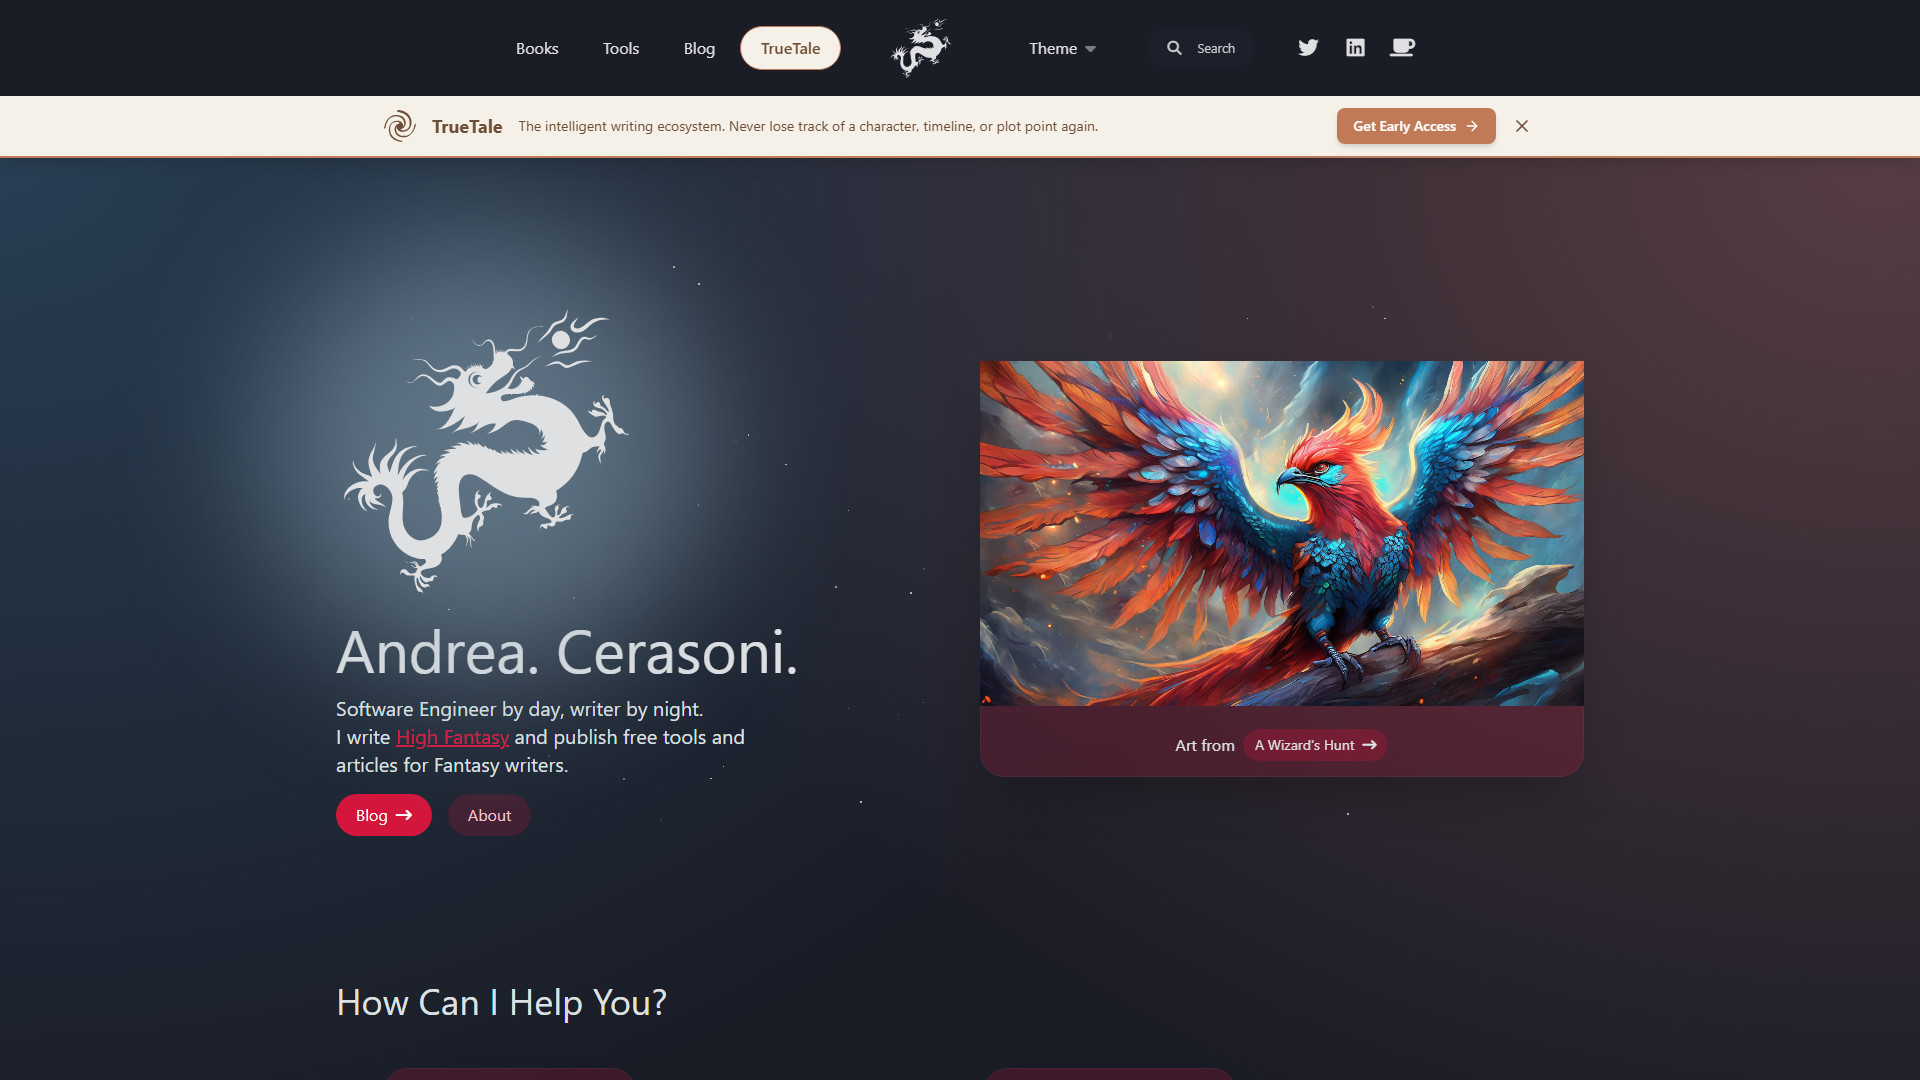 Books
Tools
Blog
TrueTale
Theme
Search
TrueTale
The intelligent writing ecosystem. Never lose track of a character, timeline, or plot point again.
Get Early Access
Andrea. Cerasoni.
Software Engineer by day, writer by night.
I write High Fantasy and publish free tools and
articles for Fantasy writers.
Blog
About
Art from
A Wizard's Hunt
How Can I Help You?